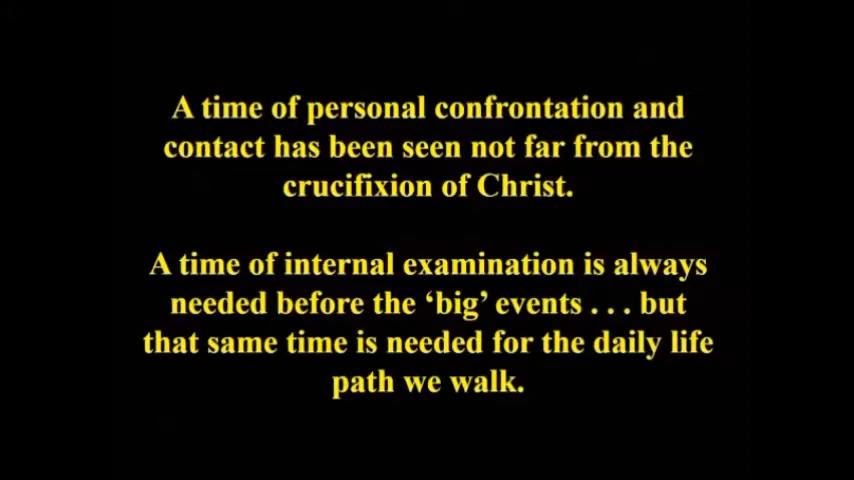 A time of personal confrontation and
contact has been seen not far from the
crucifixion of Christ.
A time of internal examination is always
needed before the ‘big’ events . . . but
that same time is needed for the daily life
path we walk.